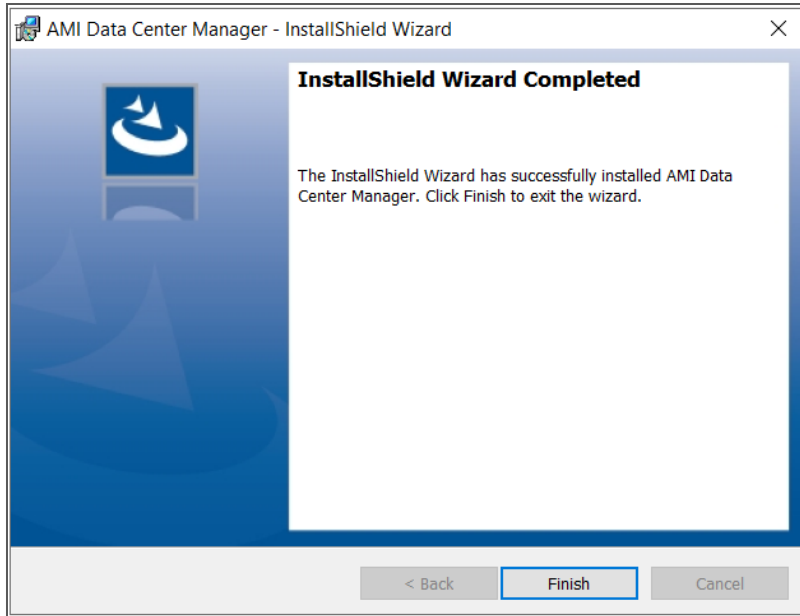 AMI Data Center Manager - InstallShield Wizard
InstallShield Wizard Completed
The InstallShield Wizard has successfully installed AMI Data
Center Manager. Click Finish to exit the wizard.
< Back
Finish
Cancel